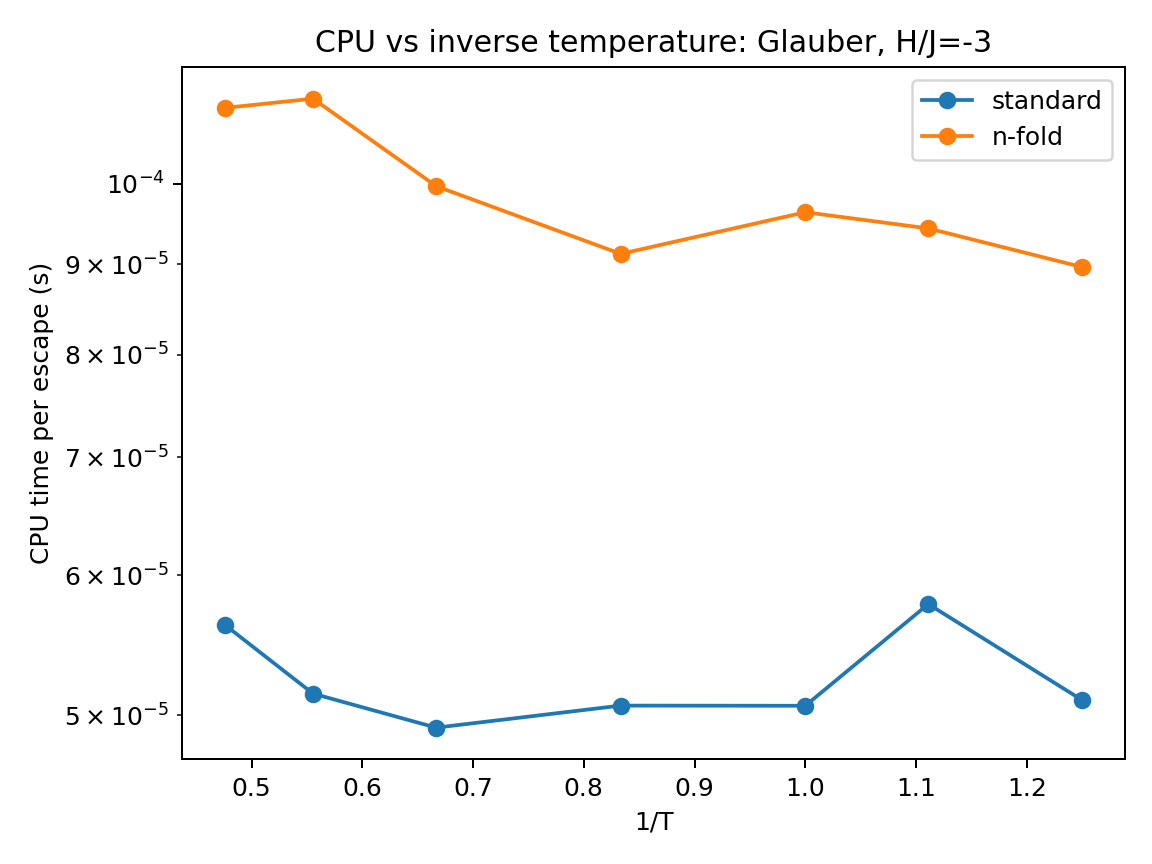 CPU vs inverse temperature: Glauber, H/J=-3
standard
n-fold
10⁻⁴
9 × 10⁻⁵
8 × 10⁻⁵
7 × 10⁻⁵
6 × 10⁻⁵
5 × 10⁻⁵
CPU time per escape (s)
0.5 0.6 0.7 0.8 0.9 1.0 1.1 1.2
1/T